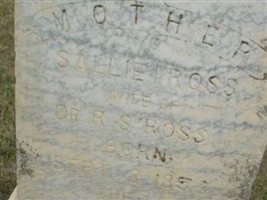 MOTHER
SALLIE ROSS
WIFE OF
DR. R. S. ROSS
BORN